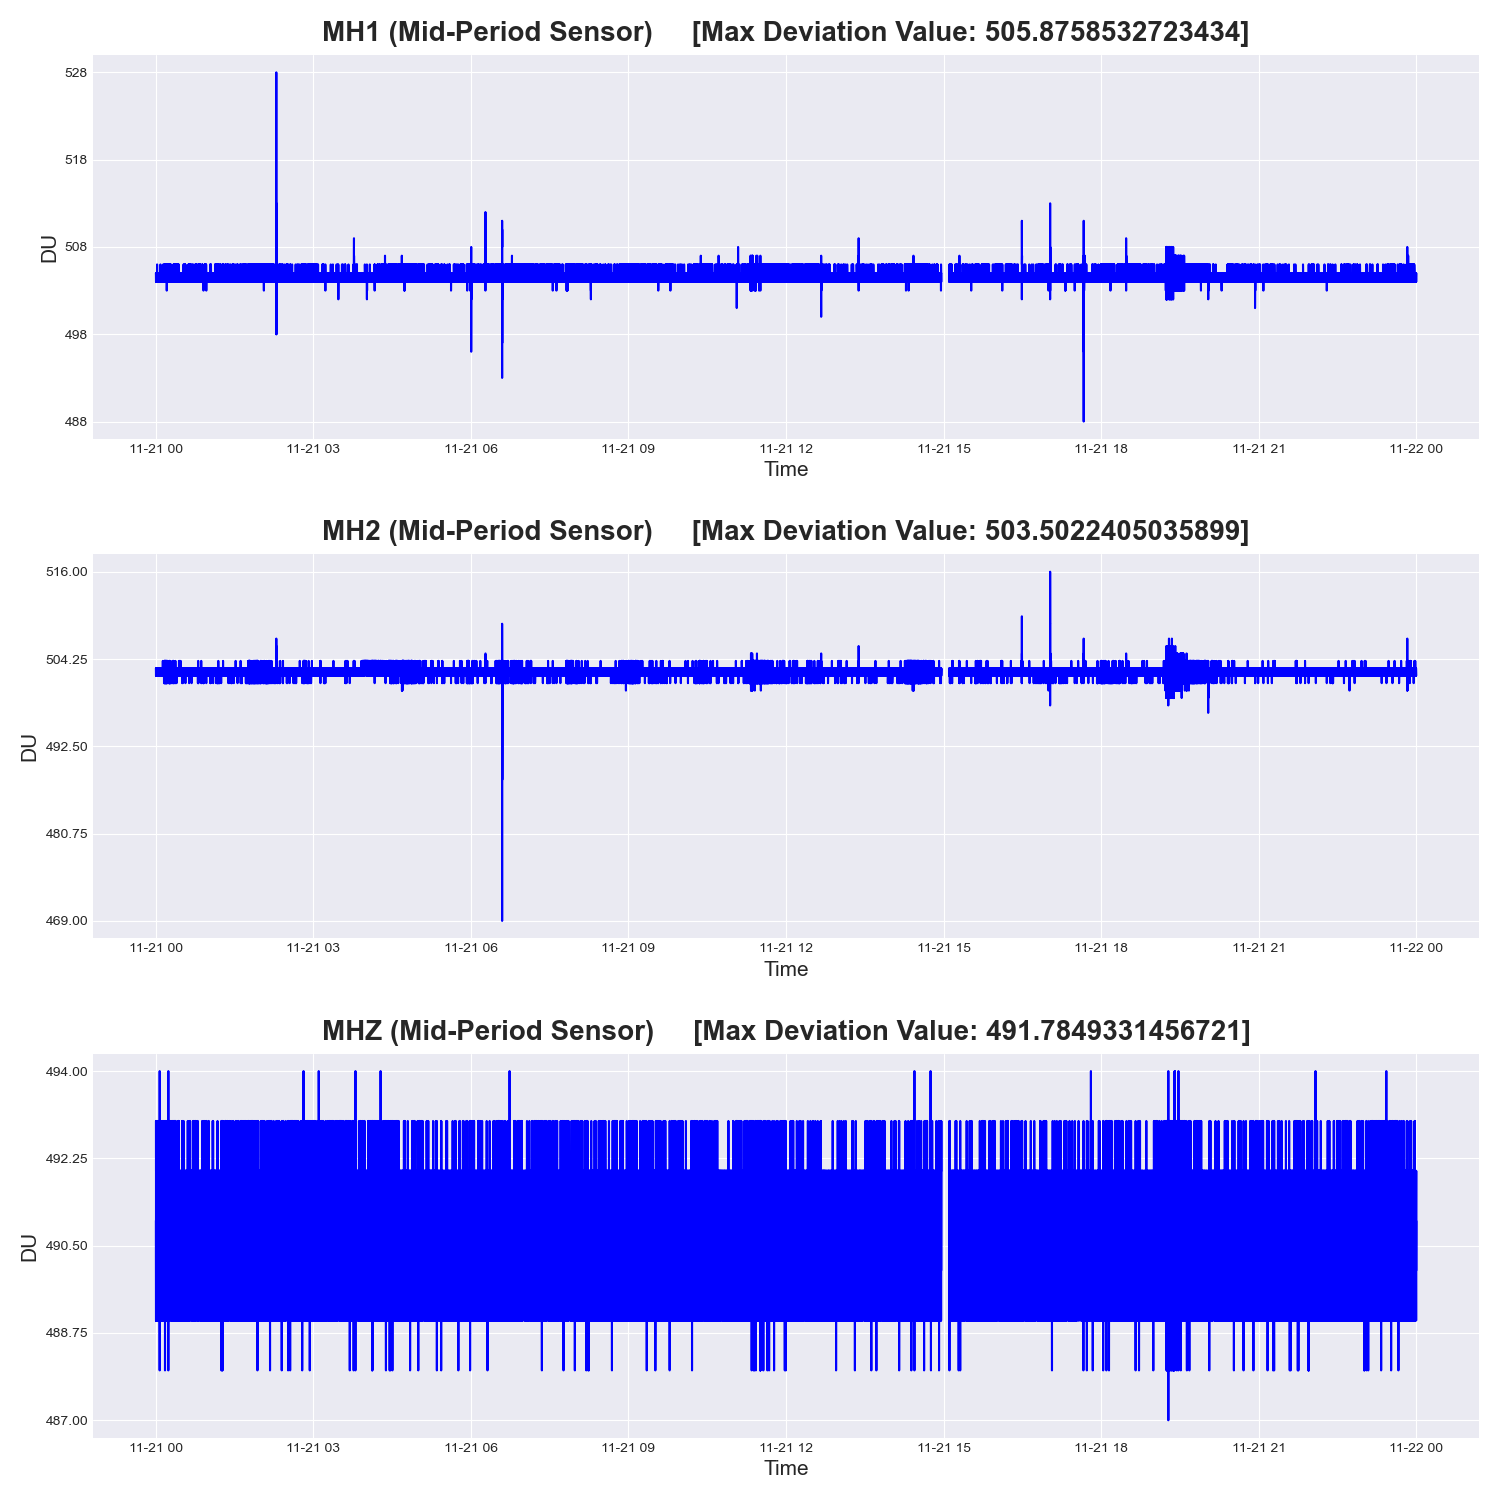 MH1 (Mid-Period Sensor) [Max Deviation Value: 505.8758532723434]
528
518
508
498
488
DU
11-21 00 11-21 03 11-21 06 11-21 09 11-21 12 11-21 15 11-21 18 11-21 21 11-22 00
Time
MH2 (Mid-Period Sensor) [Max Deviation Value: 503.5022405035899]
516.00
504.25
492.50
480.75
469.00
DU
11-21 00 11-21 03 11-21 06 11-21 09 11-21 12 11-21 15 11-21 18 11-21 21 11-22 00
Time
MHZ (Mid-Period Sensor) [Max Deviation Value: 491.7849331456721]
494.00
492.25
490.50
488.75
487.00
DU
11-21 00 11-21 03 11-21 06 11-21 09 11-21 12 11-21 15 11-21 18 11-21 21 11-22 00
Time